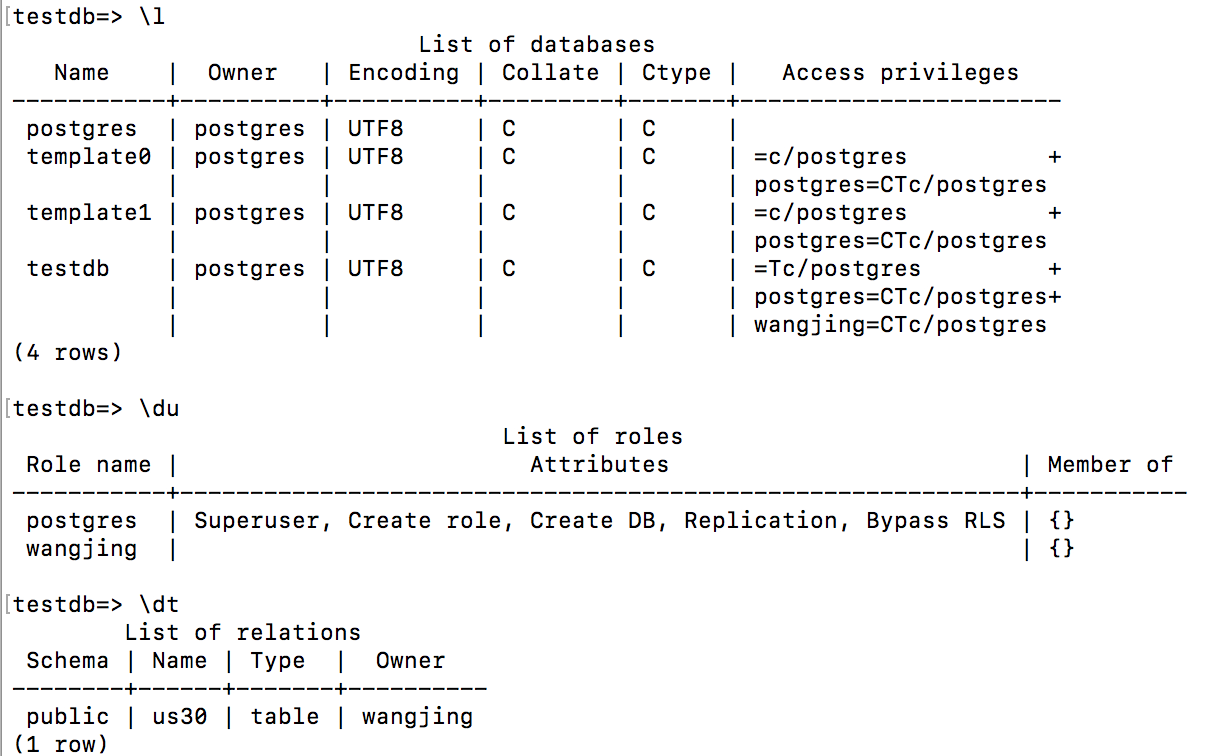 [testdb=> \l
                             List of databases
   Name    |  Owner   | Encoding | Collate | Ctype |   Access privileges
-----------+----------+----------+---------+-------+-----------------------
 postgres  | postgres | UTF8     | C       | C     |
 template0 | postgres | UTF8     | C       | C     | =c/postgres          +
           |          |          |         |       | postgres=CTc/postgres
 template1 | postgres | UTF8     | C       | C     | =c/postgres          +
           |          |          |         |       | postgres=CTc/postgres
 testdb    | postgres | UTF8     | C       | C     | =Tc/postgres         +
           |          |          |         |       | postgres=CTc/postgres+
           |          |          |         |       | wangjing=CTc/postgres
(4 rows)

[testdb=> \du
                                   List of roles
 Role name |                         Attributes                         | Member of
-----------+------------------------------------------------------------+-----------
 postgres  | Superuser, Create role, Create DB, Replication, Bypass RLS | {}
 wangjing  |                                                            | {}

[testdb=> \dt
        List of relations
 Schema | Name | Type  |  Owner
--------+------+-------+----------
 public | us30 | table | wangjing
(1 row)